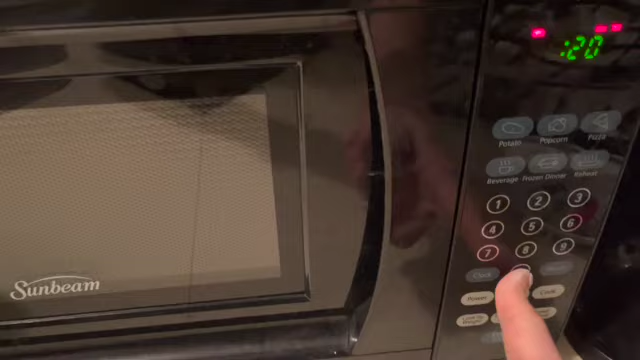 :20
Potato Popcorn Pizza
Beverage Frozen Dinner Reheat
1 2 3
4 5 6
7 8 9
Clock
Power Cook
Sunbeam